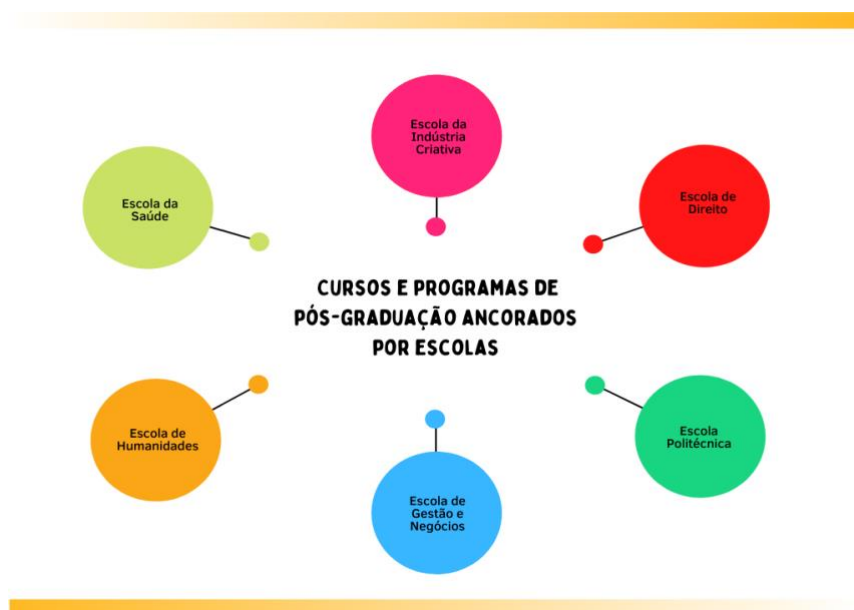 Escola da
Indústria
Criativa
Escola da
Saúde
Escola de
Direito
CURSOS E PROGRAMAS DE
PÓS-GRADUAÇÃO ANCORADOS
POR ESCOLAS
Escola de
Humanidades
Escola
Politécnica
Escola de
Gestão e
Negócios